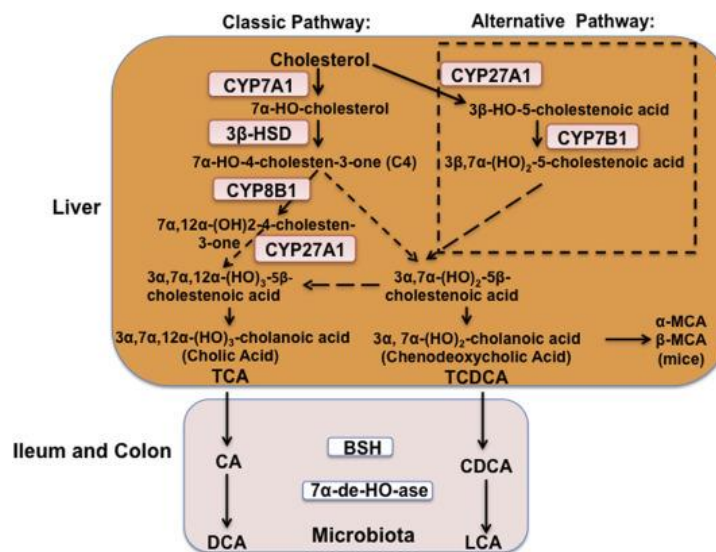 Classic Pathway:
Alternative Pathway:
Cholesterol
CYP7A1
CYP27A1
7α-HO-cholesterol
3β-HO-5-cholestenoic acid
3β-HSD
CYP7B1
7α-HO-4-cholesten-3-one (C4)
3β,7α-(HO)₂-5-cholestenoic acid
CYP8B1
Liver
7α,12α-(OH)2-4-cholesten-
3-one
CYP27A1
3α,7α,12α-(HO)₃-5β-
cholestenoic acid
3α,7α-(HO)₂-5β-
cholestenoic acid
3α,7α,12α-(HO)₃-cholanoic acid
(Cholic Acid)
TCA
3α, 7α-(HO)₂-cholanoic acid
(Chenodeoxycholic Acid)
TCDCA
α-MCA
β-MCA
(mice)
Ileum and Colon
BSH
CA
CDCA
7α-de-HO-ase
Microbiota
DCA
LCA